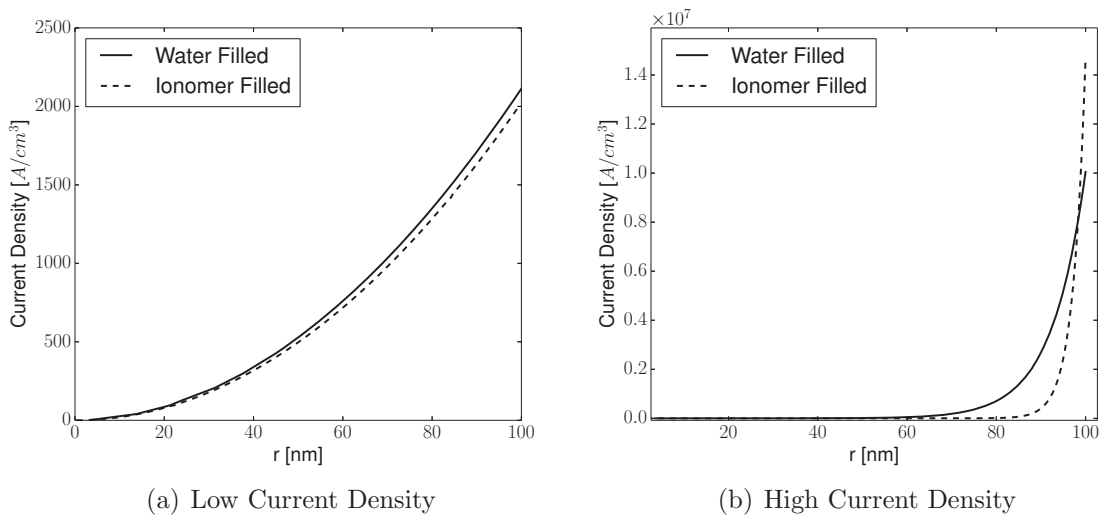 2500
2000
1500
1000
500
0
0 20 40 60 80 100
Current Density [A/cm³]
r [nm]
Water Filled
Ionomer Filled
(a) Low Current Density
×10⁷
1.4
1.2
1.0
0.8
0.6
0.4
0.2
0.0
20 40 60 80 100
Current Density [A/cm³]
r [nm]
Water Filled
Ionomer Filled
(b) High Current Density